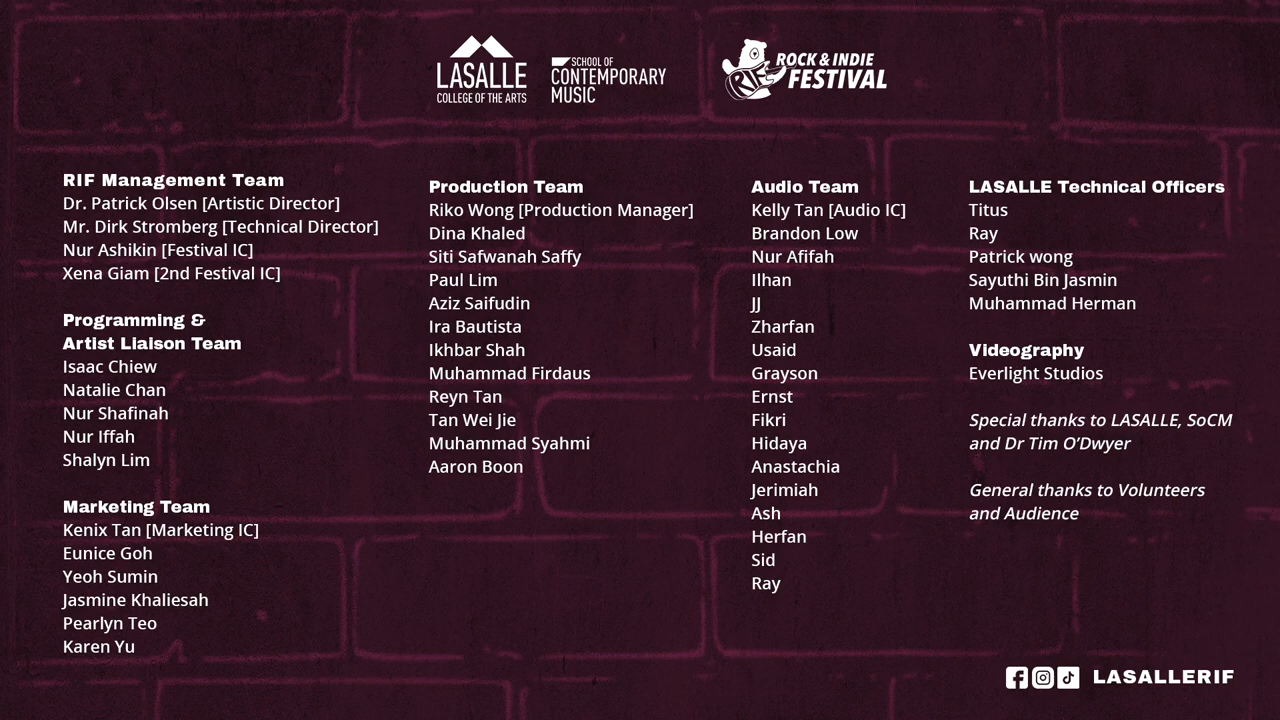 LASALLE
COLLEGE OF THE ARTS
SCHOOL OF
CONTEMPORARY
MUSIC
RIF
ROCK & INDIE
FESTIVAL
RIF Management Team
Dr. Patrick Olsen [Artistic Director]
Mr. Dirk Stromberg [Technical Director]
Nur Ashikin [Festival IC]
Xena Giam [2nd Festival IC]
Programming &
Artist Liaison Team
Isaac Chiew
Natalie Chan
Nur Shafinah
Nur Iffah
Shalyn Lim
Marketing Team
Kenix Tan [Marketing IC]
Eunice Goh
Yeoh Sumin
Jasmine Khaliesah
Pearlyn Teo
Karen Yu
Production Team
Riko Wong [Production Manager]
Dina Khaled
Siti Safwanah Saffy
Paul Lim
Aziz Saifudin
Ira Bautista
Ikhbar Shah
Muhammad Firdaus
Reyn Tan
Tan Wei Jie
Muhammad Syahmi
Aaron Boon
Audio Team
Kelly Tan [Audio IC]
Brandon Low
Nur Afifah
Ilhan
JJ
Zharfan
Usaid
Grayson
Ernst
Fikri
Hidaya
Anastachia
Jerimiah
Ash
Herfan
Sid
Ray
LASALLE Technical Officers
Titus
Ray
Patrick wong
Sayuthi Bin Jasmin
Muhammad Herman
Videography
Everlight Studios
Special thanks to LASALLE, SoCM
and Dr Tim O’Dwyer
General thanks to Volunteers
and Audience
LASALLERIF